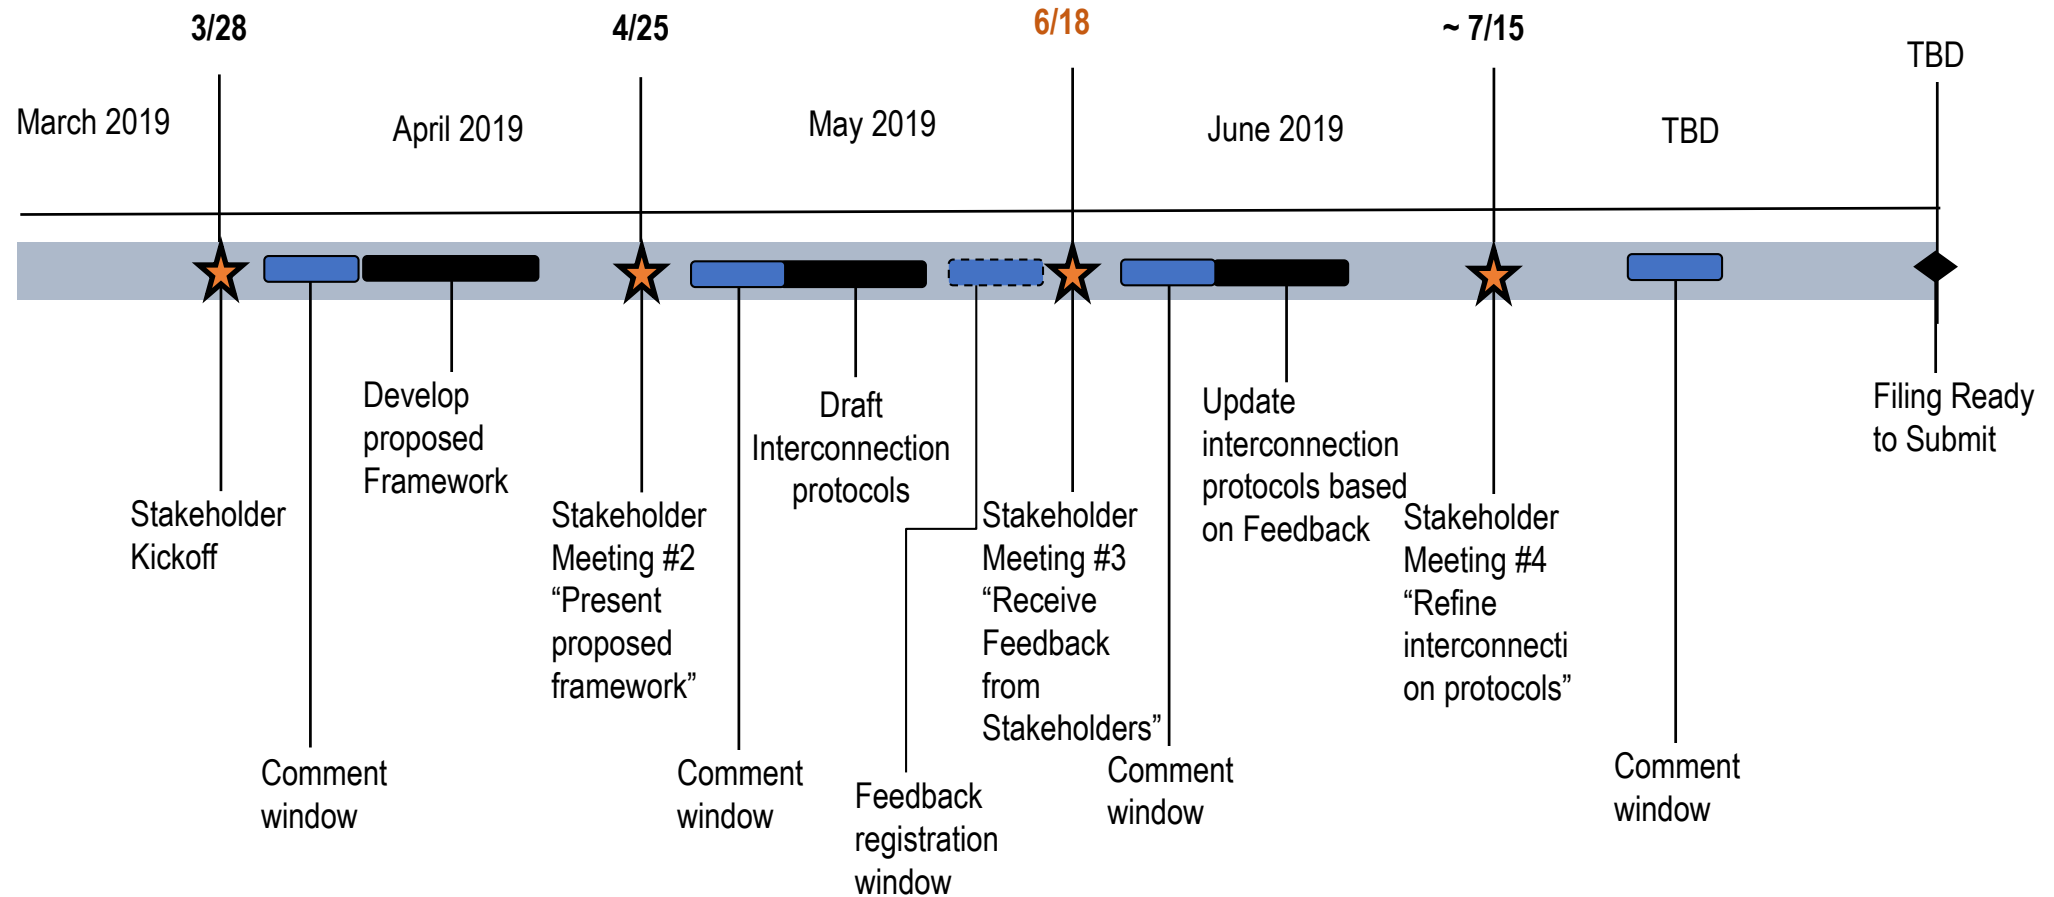 3/28
4/25
6/18
~ 7/15
TBD
March 2019
April 2019
May 2019
June 2019
TBD
Develop
proposed
Framework
Draft
Interconnection
protocols
Update
interconnection
protocols based
on Feedback
Filing Ready
to Submit
Stakeholder
Kickoff
Stakeholder
Meeting #2
“Present
proposed
framework”
Stakeholder
Meeting #3
“Receive
Feedback
from
Stakeholders”
Stakeholder
Meeting #4
“Refine
interconnecti
on protocols”
Comment
window
Comment
window
Feedback
registration
window
Comment
window
Comment
window